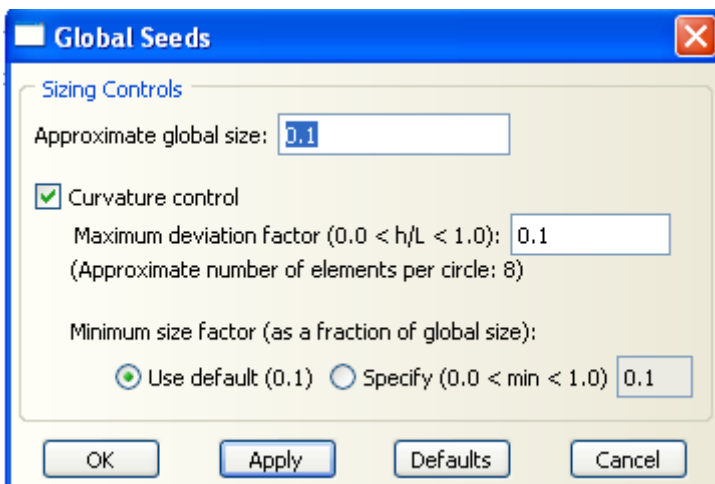 Global Seeds
Sizing Controls
Approximate global size: 0.1
Curvature control
Maximum deviation factor (0.0 < h/L < 1.0): 0.1
(Approximate number of elements per circle: 8)
Minimum size factor (as a fraction of global size):
Use default (0.1) Specify (0.0 < min < 1.0) 0.1
OK Apply Defaults Cancel